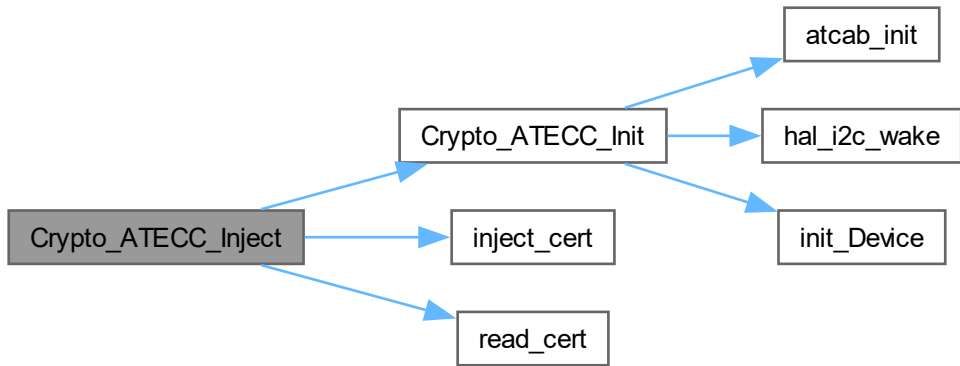 atcab_init
Crypto_ATECC_Init
hal_i2c_wake
Crypto_ATECC_Inject
inject_cert
init_Device
read_cert